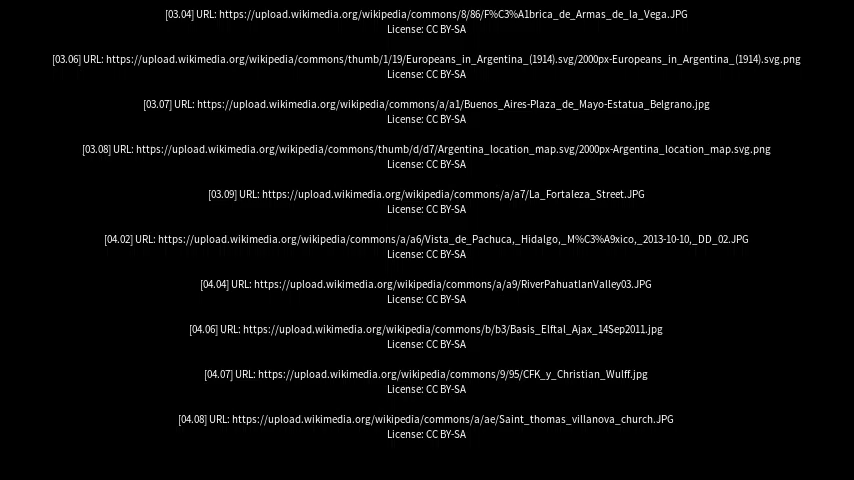 [03.04] URL: https://upload.wikimedia.org/wikipedia/commons/8/86/F%C3%A1brica_de_Armas_de_la_Vega.JPG
License: CC BY-SA
[03.06] URL: https://upload.wikimedia.org/wikipedia/commons/thumb/1/19/Europeans_in_Argentina_(1914).svg/2000px-Europeans_in_Argentina_(1914).svg.png
License: CC BY-SA
[03.07] URL: https://upload.wikimedia.org/wikipedia/commons/a/a1/Buenos_Aires-Plaza_de_Mayo-Estatua_Belgrano.jpg
License: CC BY-SA
[03.08] URL: https://upload.wikimedia.org/wikipedia/commons/thumb/d/d7/Argentina_location_map.svg/2000px-Argentina_location_map.svg.png
License: CC BY-SA
[03.09] URL: https://upload.wikimedia.org/wikipedia/commons/a/a7/La_Fortaleza_Street.JPG
License: CC BY-SA
[04.02] URL: https://upload.wikimedia.org/wikipedia/commons/a/a6/Vista_de_Pachuca,_Hidalgo,_M%C3%A9xico,_2013-10-10,_DD_02.JPG
License: CC BY-SA
[04.04] URL: https://upload.wikimedia.org/wikipedia/commons/a/a9/RiverPahuatlanValley03.JPG
License: CC BY-SA
[04.06] URL: https://upload.wikimedia.org/wikipedia/commons/b/b3/Basis_Elftal_Ajax_14Sep2011.jpg
License: CC BY-SA
[04.07] URL: https://upload.wikimedia.org/wikipedia/commons/9/95/CFK_y_Christian_Wulff.jpg
License: CC BY-SA
[04.08] URL: https://upload.wikimedia.org/wikipedia/commons/a/ae/Saint_thomas_villanova_church.JPG
License: CC BY-SA